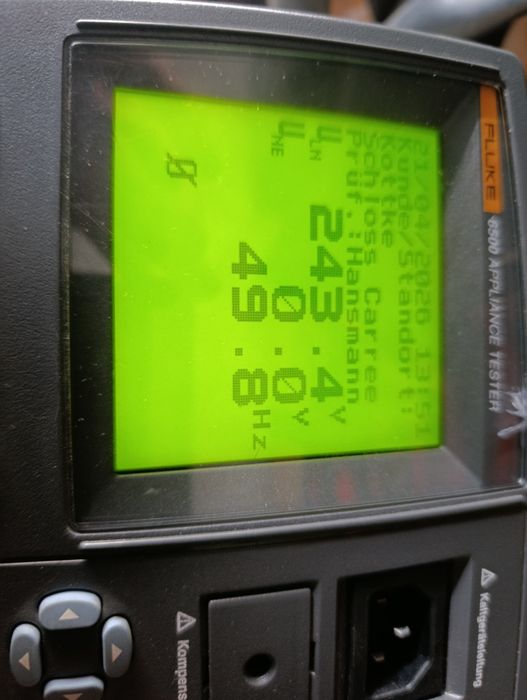 FLUKE 6500 APPLIANCE TESTER
21/04/2026 13:51
Kunde/Standort:
Kottke
Schloss Carree
Prüf.:Hansmann
ULN 243.4V
UNE 0.0V
49.8Hz
Kaltgeräteleitung